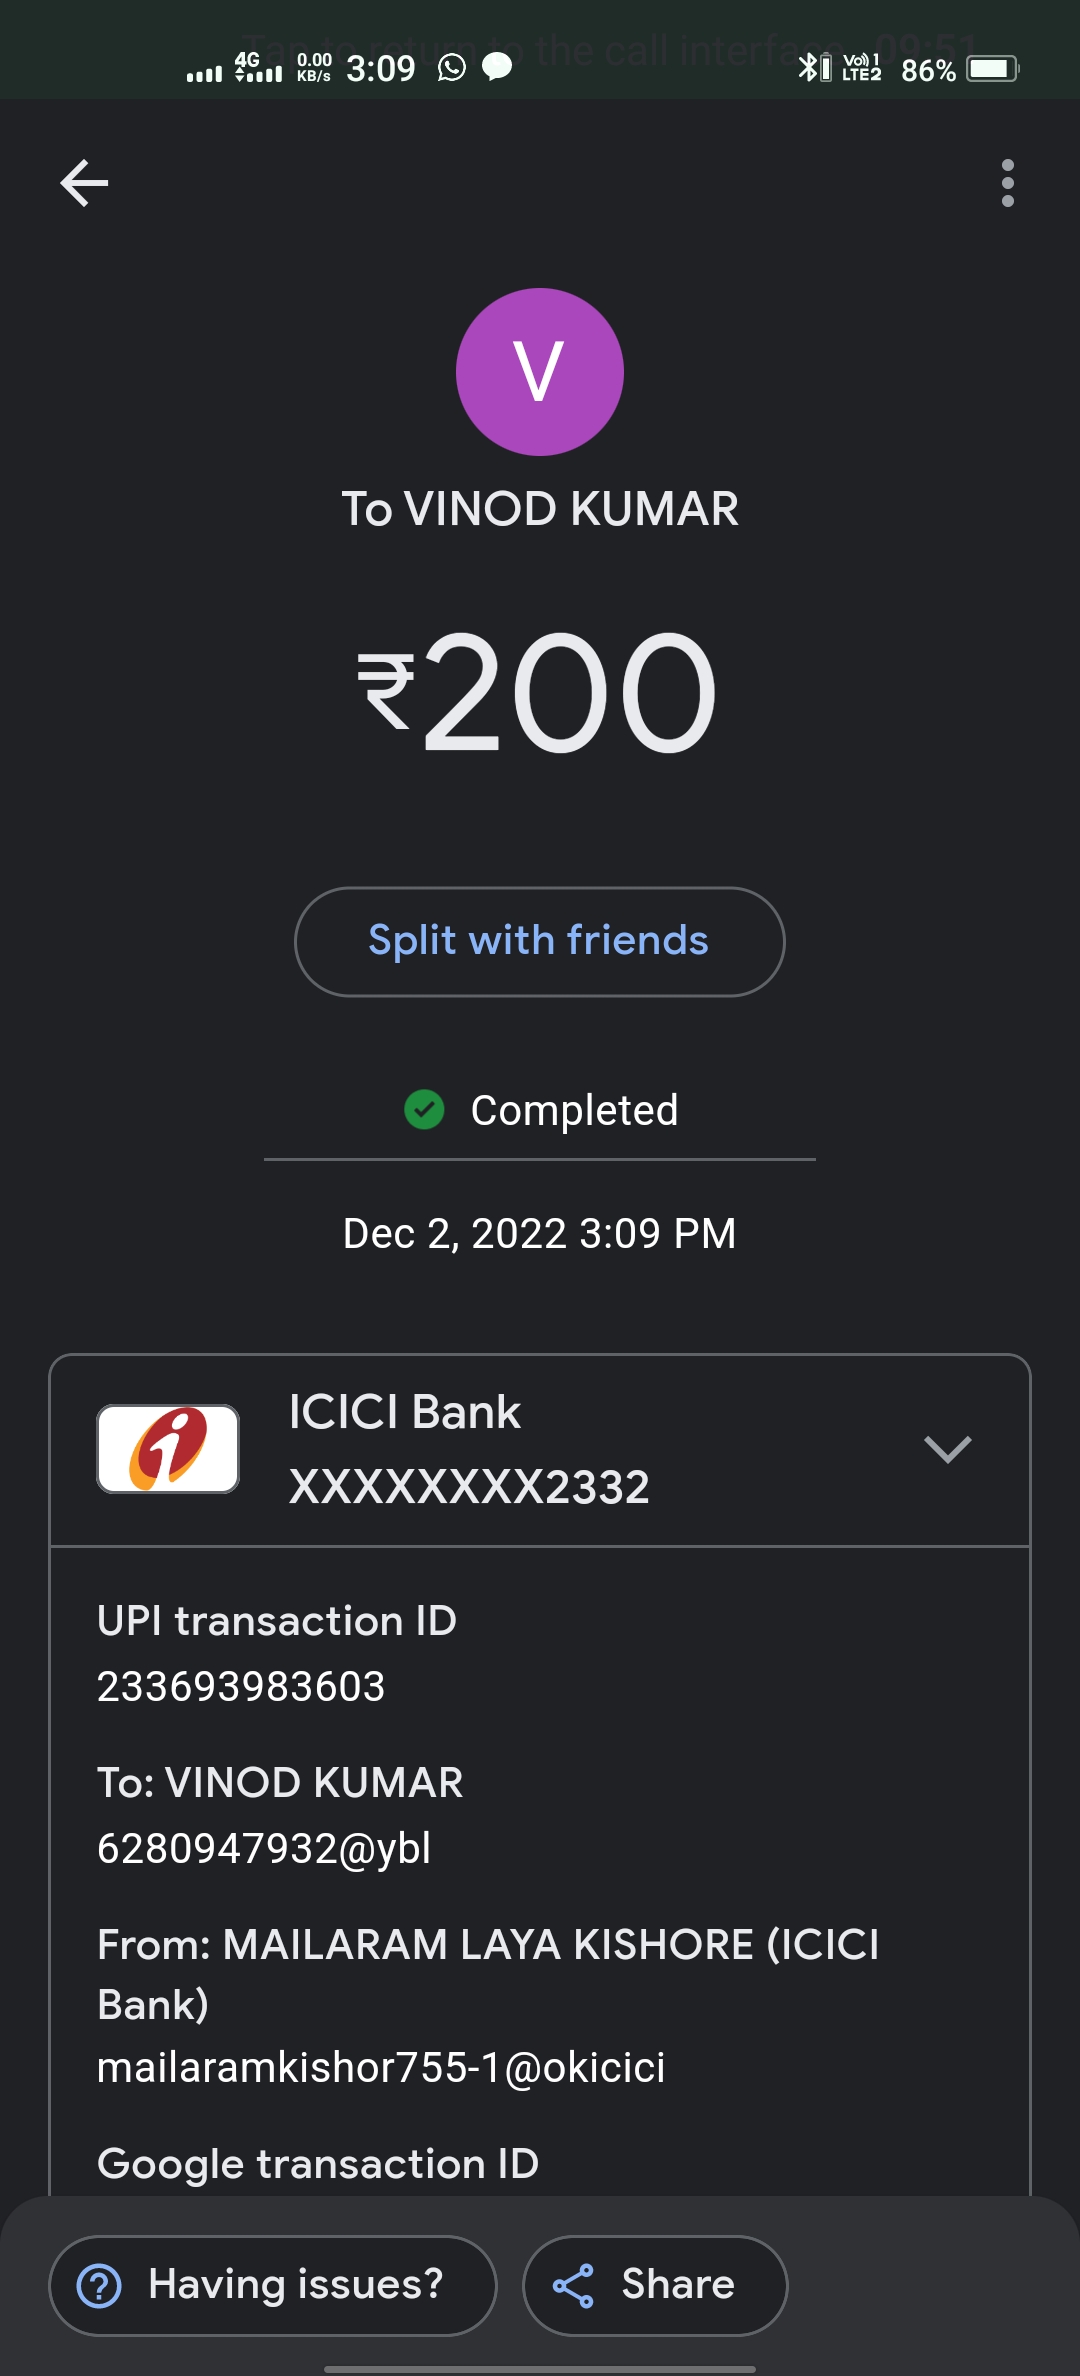 Tap to return to the call interface 09:51
4G 0.00 KB/s 3:09 Vo)) 1 LTE2 86%
V
To VINOD KUMAR
₹200
Split with friends
Completed
Dec 2, 2022 3:09 PM
ICICI Bank
XXXXXXXX2332
UPI transaction ID
233693983603
To: VINOD KUMAR
6280947932@ybl
From: MAILARAM LAYA KISHORE (ICICI
Bank)
mailaramkishor755-1@okicici
Google transaction ID
Having issues? Share